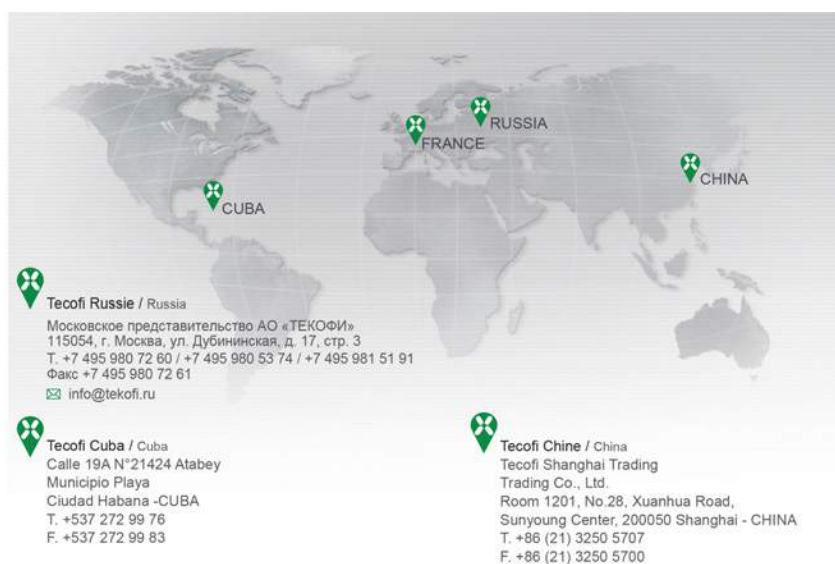 RUSSIA
FRANCE
CHINA
CUBA
Tecofi Russie / Russia
Московское представительство АО «ТЕКОФИ»
115054, г. Москва, ул. Дубининская, д. 17, стр. 3
T. +7 495 980 72 60 / +7 495 980 53 74 / +7 495 981 51 91
Факс +7 495 980 72 61
info@tekofi.ru
Tecofi Cuba / Cuba
Calle 19A N°21424 Atabey
Municipio Playa
Ciudad Habana -CUBA
T. +537 272 99 76
F. +537 272 99 83
Tecofi Chine / China
Tecofi Shanghai Trading
Trading Co., Ltd.
Room 1201, No.28, Xuanhua Road,
Sunyoung Center, 200050 Shanghai - CHINA
T. +86 (21) 3250 5707
F. +86 (21) 3250 5700